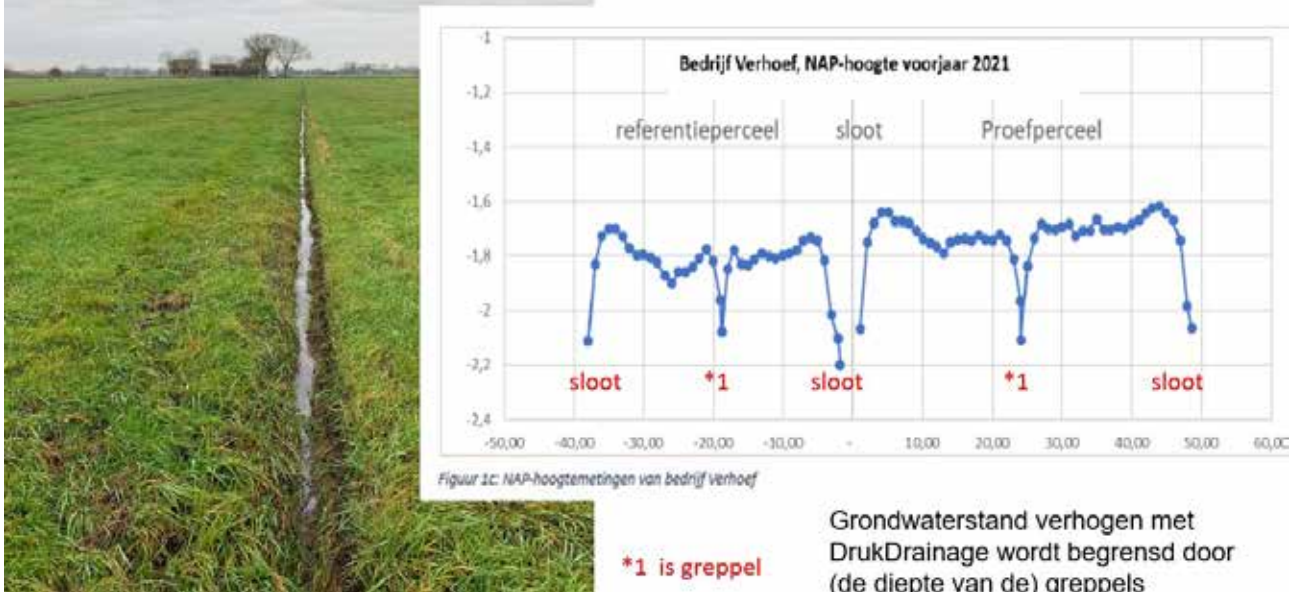 Bedrijf Verhoef, NAP-hoogte voorjaar 2021
referentieperceel sloot Proefperceel
-1
-1,2
-1,4
-1,6
-1,8
-2
-2,2
-2,4
sloot *1 sloot *1 sloot
-50,00 -40,00 -30,00 -20,00 -10,00 - 10,00 20,00 30,00 40,00 50,00 60,00
Figuur 1c: NAP-hoogtemetingen van bedrijf Verhoef
*1 is greppel
Grondwaterstand verhogen met
DrukDrainage wordt begrensd door
(de diepte van de) greppels